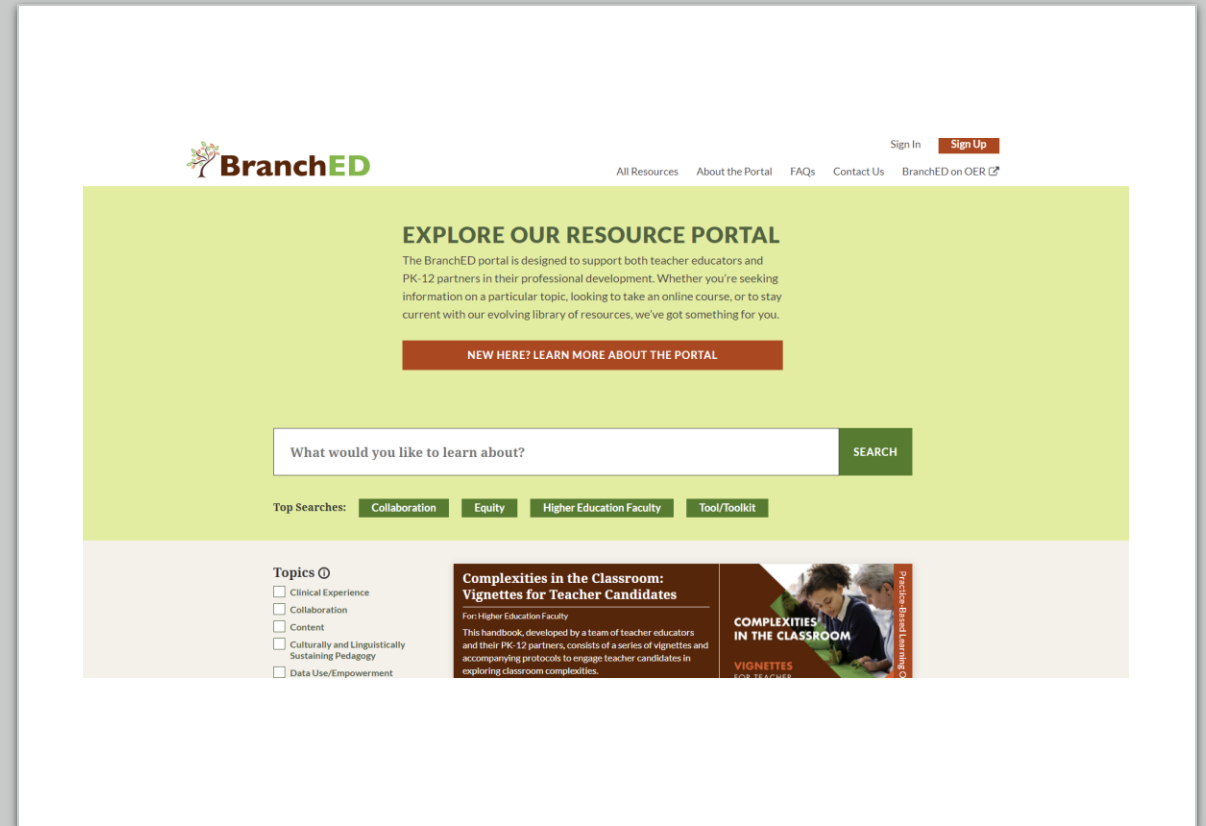 BranchED
Sign In
Sign Up
All Resources
About the Portal
FAQs
Contact Us
BranchED on OER
EXPLORE OUR RESOURCE PORTAL
The BranchED portal is designed to support both teacher educators and
PK-12 partners in their professional development. Whether you're seeking
information on a particular topic, looking to take an online course, or to stay
current with our evolving library of resources, we've got something for you.
NEW HERE? LEARN MORE ABOUT THE PORTAL
What would you like to learn about?
SEARCH
Top Searches:
Collaboration
Equity
Higher Education Faculty
Tool/Toolkit
Topics
Clinical Experience
Collaboration
Content
Culturally and Linguistically
Sustaining Pedagogy
Data Use/Empowerment
Complexities in the Classroom:
Vignettes for Teacher Candidates
For: Higher Education Faculty
This handbook, developed by a team of teacher educators
and their PK-12 partners, consists of a series of vignettes and
accompanying protocols to engage teacher candidates in
exploring classroom complexities.
COMPLEXITIES
IN THE CLASSROOM
VIGNETTES
FOR TEACHER
Practice-Based Learning